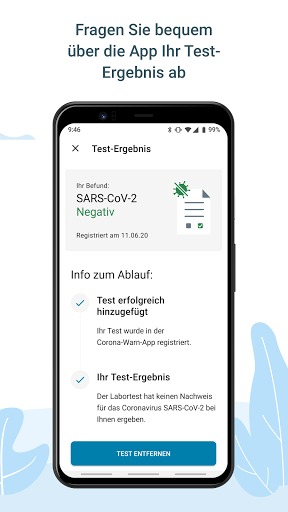 Fragen Sie bequem
über die App Ihr Test-
Ergebnis ab
9:46
99%
Test-Ergebnis
Ihr Befund:
SARS-CoV-2
Negativ
Registriert am 11.06.20
Info zum Ablauf:
Test erfolgreich
hinzugefügt
Ihr Test wurde in der
Corona-Warn-App registriert.
Ihr Test-Ergebnis
Der Labortest hat keinen Nachweis
für das Coronavirus SARS-CoV-2 bei
Ihnen ergeben.
TEST ENTFERNEN